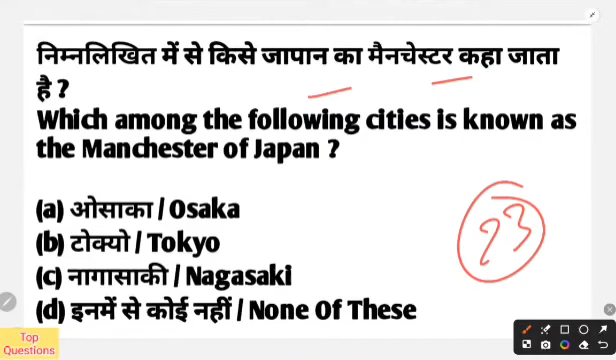 निम्नलिखित में से किसे जापान का मैनचेस्टर कहा जाता
है ?
Which among the following cities is known as
the Manchester of Japan ?
(a) ओसाका / Osaka
(b) टोक्यो / Tokyo
(c) नागासाकी / Nagasaki
(d) इनमें से कोई नहीं / None Of These
23
Top
Questions